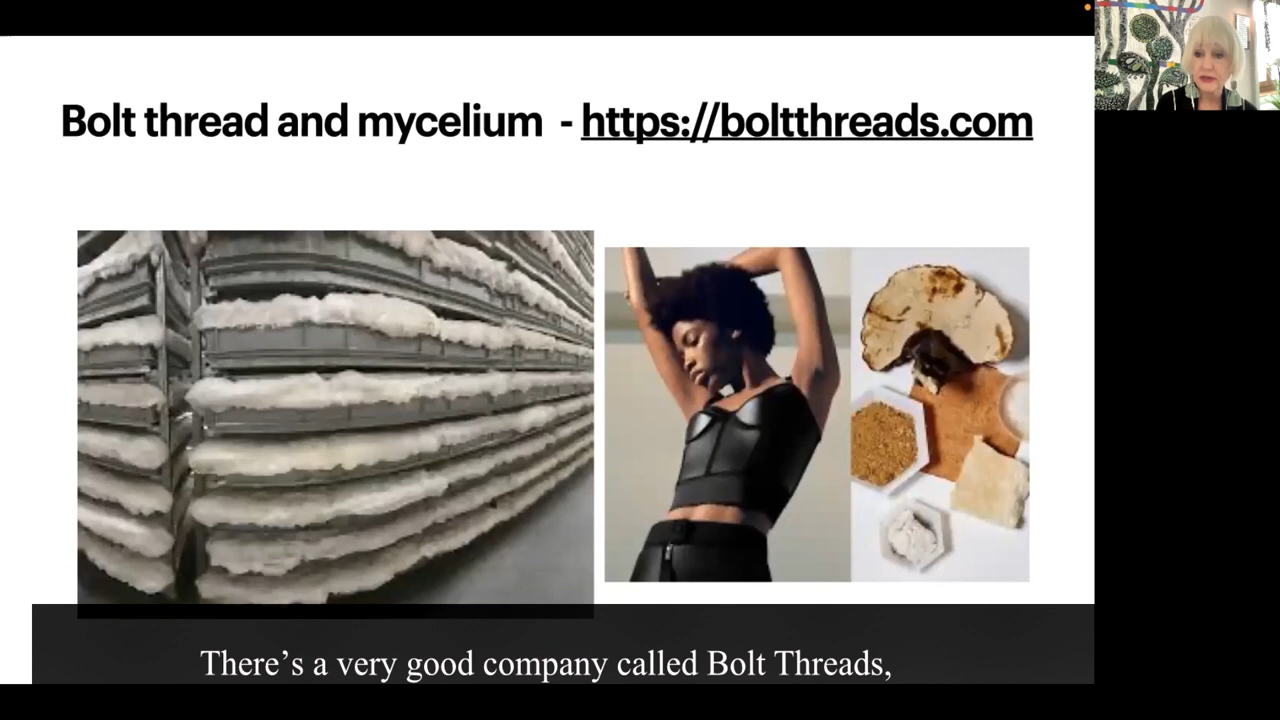 Bolt thread and mycelium - https://boltthreads.com
There’s a very good company called Bolt Threads,